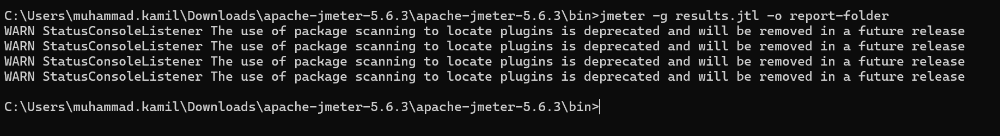 C:\Users\muhammad.kamil\Downloads\apache-jmeter-5.6.3\apache-jmeter-5.6.3\bin>jmeter -g results.jtl -o report-folder
WARN StatusConsoleListener The use of package scanning to locate plugins is deprecated and will be removed in a future release
WARN StatusConsoleListener The use of package scanning to locate plugins is deprecated and will be removed in a future release
WARN StatusConsoleListener The use of package scanning to locate plugins is deprecated and will be removed in a future release
WARN StatusConsoleListener The use of package scanning to locate plugins is deprecated and will be removed in a future release
C:\Users\muhammad.kamil\Downloads\apache-jmeter-5.6.3\apache-jmeter-5.6.3\bin>